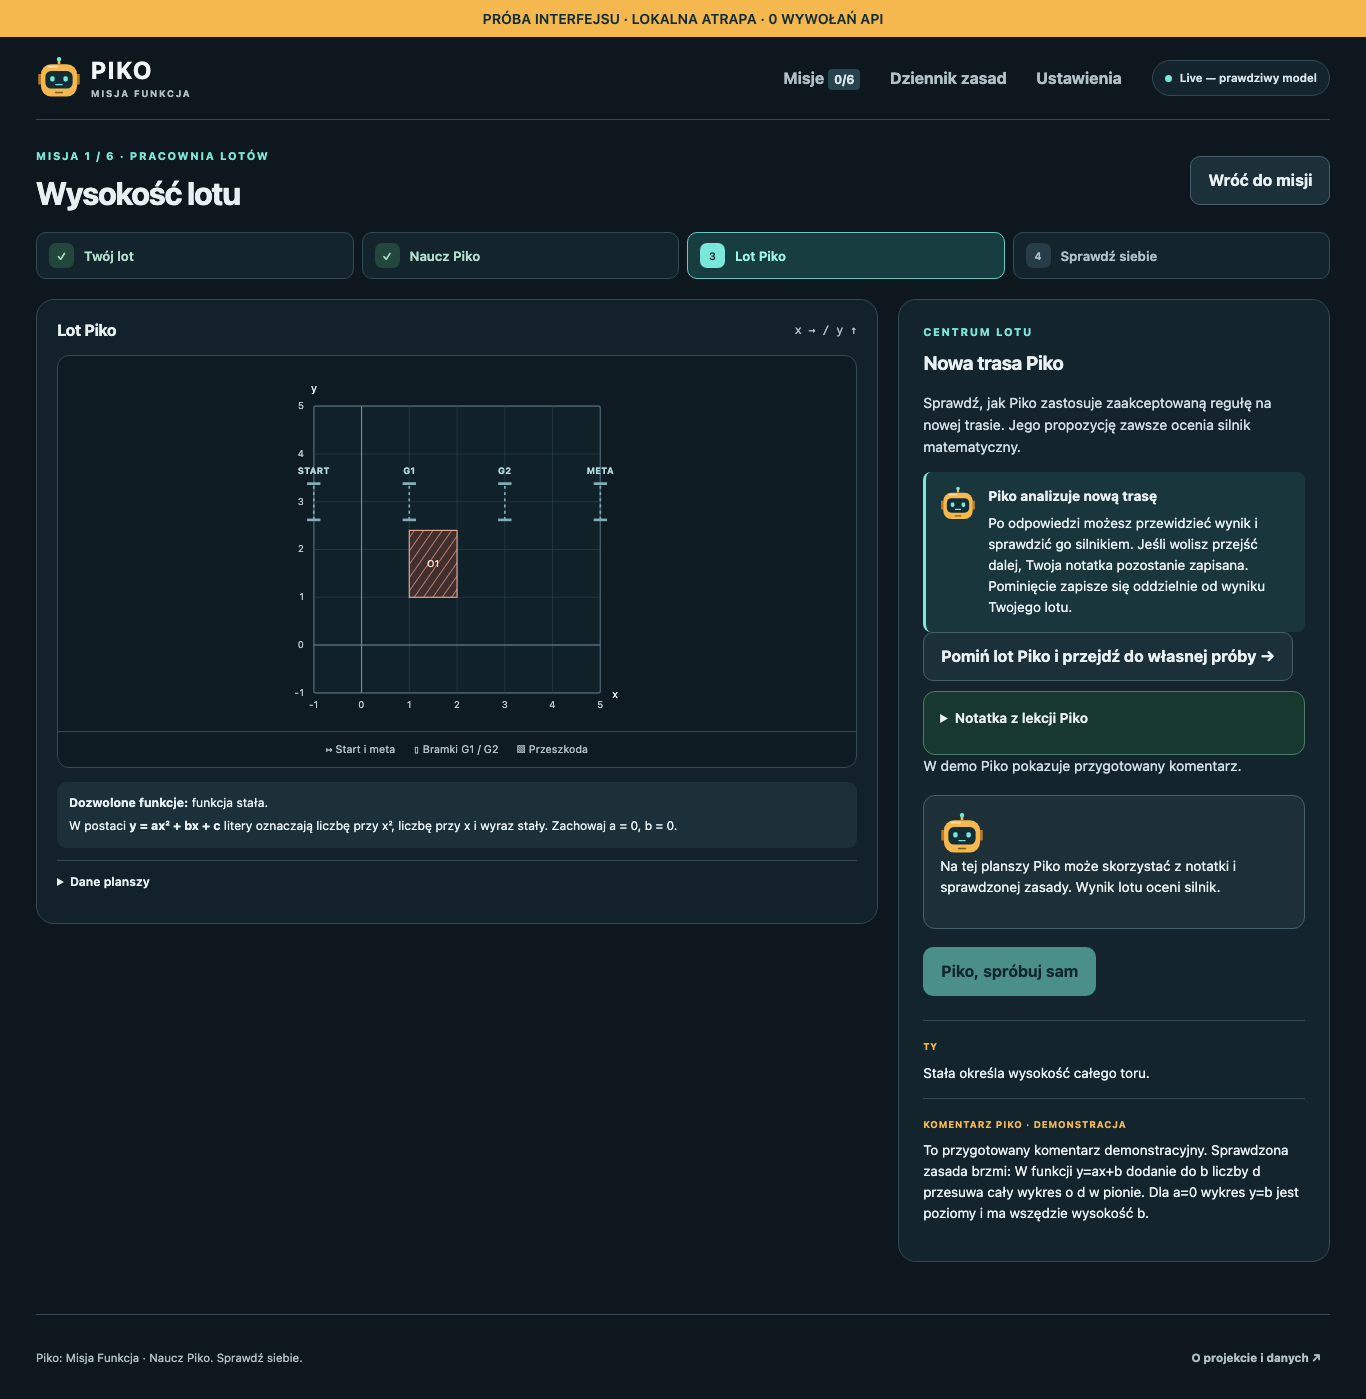 PRÓBA INTERFEJSU · LOKALNA ATRAPA · 0 WYWOŁAŃ API
PIKO
MISJA FUNKCJA
Misje 0/6
Dziennik zasad
Ustawienia
Live — prawdziwy model
MISJA 1 / 6 · PRACOWNIA LOTÓW
Wysokość lotu
Wróć do misji
✓ Twój lot
✓ Naucz Piko
3 Lot Piko
4 Sprawdź siebie
Lot Piko
x → / y ↑
y
5
4
START G1 G2 META
3
2
O1
1
0
-1
x
-1 0 1 2 3 4 5
↔ Start i meta
▯ Bramki G1 / G2
▨ Przeszkoda
Dozwolone funkcje: funkcja stała.
W postaci y = ax² + bx + c litery oznaczają liczbę przy x², liczbę przy x i wyraz stały. Zachowaj a = 0, b = 0.
▶ Dane planszy
CENTRUM LOTU
Nowa trasa Piko
Sprawdź, jak Piko zastosuje zaakceptowaną regułę na
nowej trasie. Jego propozycję zawsze ocenia silnik
matematyczny.
Piko analizuje nową trasę
Po odpowiedzi możesz przewidzieć wynik i
sprawdzić go silnikiem. Jeśli wolisz przejść
dalej, Twoja notatka pozostanie zapisana.
Pominięcie zapisze się oddzielnie od wyniku
Twojego lotu.
Pomiń lot Piko i przejdź do własnej próby →
▶ Notatka z lekcji Piko
W demo Piko pokazuje przygotowany komentarz.
Na tej planszy Piko może skorzystać z notatki i
sprawdzonej zasady. Wynik lotu oceni silnik.
Piko, spróbuj sam
TY
Stała określa wysokość całego toru.
KOMENTARZ PIKO · DEMONSTRACJA
To przygotowany komentarz demonstracyjny. Sprawdzona
zasada brzmi: W funkcji y=ax+b dodanie do b liczby d
przesuwa cały wykres o d w pionie. Dla a=0 wykres y=b jest
poziomy i ma wszędzie wysokość b.
Piko: Misja Funkcja · Naucz Piko. Sprawdź siebie.
O projekcie i danych ↗